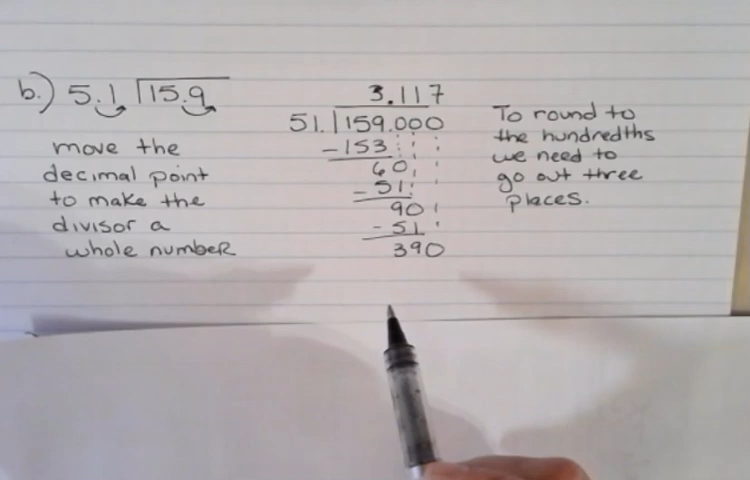 b.) 5.1 15.9
move the
decimal point
to make the
divisor a
whole number
3.117
51. 159.000
-153
60
-51
90
-51
390
To round to
the hundredths
we need to
go out three
places.